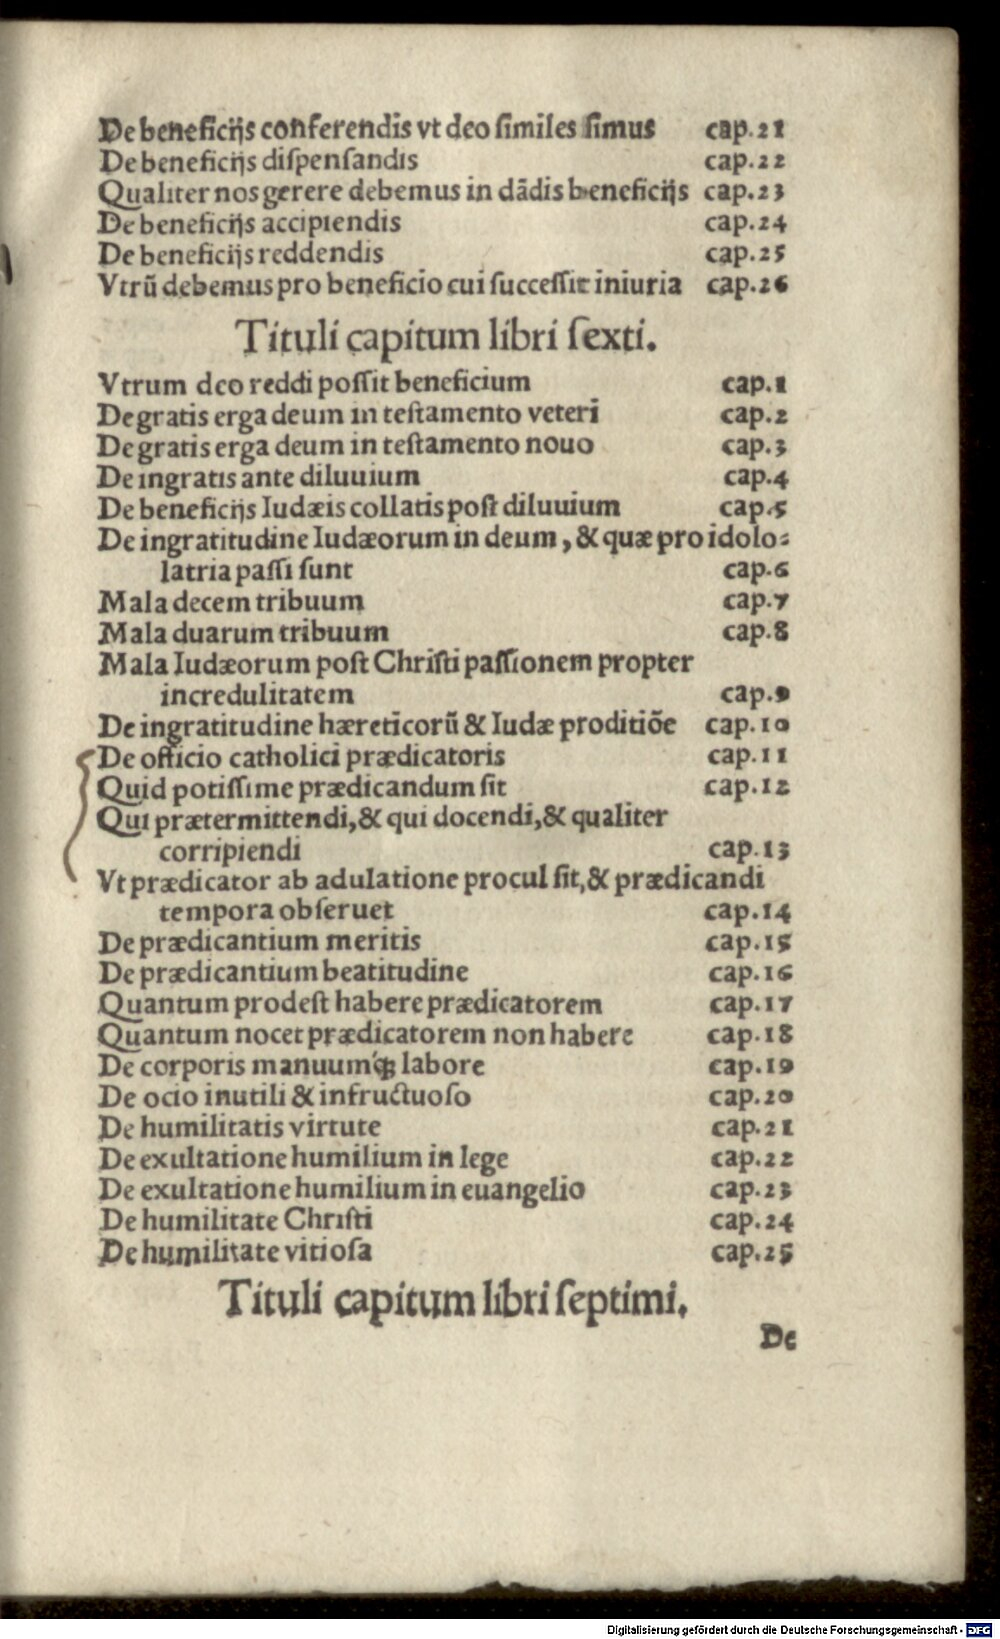 De beneficijs conferendis vt deo ſimiles ſimus cap.21
De beneficijs diſpenſandis cap.22
Qualiter nos gerere debemus in dãdis beneficijs cap.23
De beneficijs accipiendis cap.24
De beneficijs reddendis cap.25
Vtrũ debemus pro beneficio cui ſucceſſit iniuria cap.26
Tituli capitum libri ſexti.
Vtrum deo reddi poſſit beneficium cap.1
De gratis erga deum in teſtamento veteri cap.2
De gratis erga deum in teſtamento nouo cap.3
De ingratis ante diluuium cap.4
De beneficijs Iudæis collatis poſt diluuium cap.5
De ingratitudine Iudæorum in deum, & quæ pro idolo⸗
latria paſſi ſunt cap.6
Mala decem tribuum cap.7
Mala duarum tribuum cap.8
Mala Iudæorum poſt Chriſti paſſionem propter
incredulitatem cap.9
De ingratitudine hæreticorũ & Iudæ proditiõe cap.10
De officio catholici prædicatoris cap.11
Quid potiſſime prædicandum ſit cap.12
Qui prætermittendi, & qui docendi, & qualiter
corripiendi cap.13
Vt prædicator ab adulatione procul ſit, & prædicandi
tempora obſeruet cap.14
De prædicantium meritis cap.15
De prædicantium beatitudine cap.16
Quantum prodeſt habere prædicatorem cap.17
Quantum nocet prædicatorem non habere cap.18
De corporis manuumq́ꝫ labore cap.19
De ocio inutili & infructuoſo cap.20
De humilitatis virtute cap.21
De exultatione humilium in lege cap.22
De exultatione humilium in euangelio cap.23
De humilitate Chriſti cap.24
De humilitate vitioſa cap.25
Tituli capitum libri ſeptimi.
De
Digitalisierung gefördert durch die Deutsche Forschungsgemeinschaft - DFG